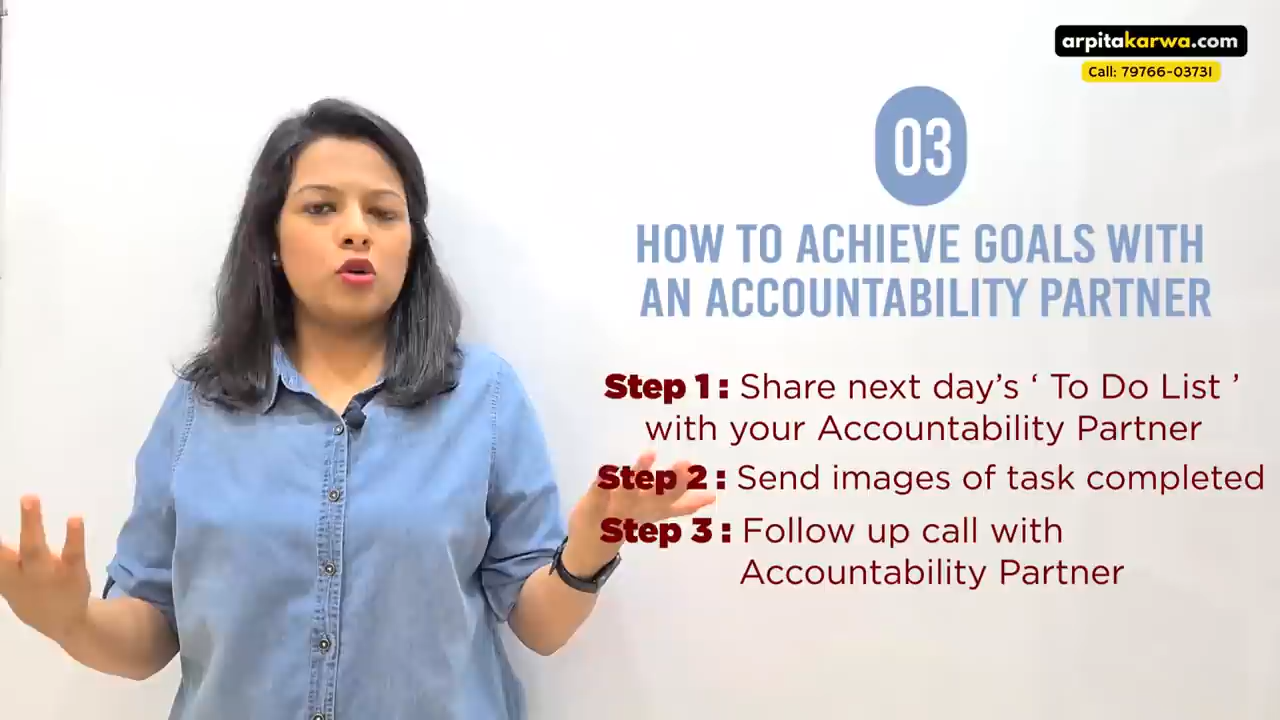 arpitakarwa.com
Call: 79766-03731
03
HOW TO ACHIEVE GOALS WITH
AN ACCOUNTABILITY PARTNER
Step 1 : Share next day’s ‘ To Do List ’
with your Accountability Partner
Step 2 : Send images of task completed
Step 3 : Follow up call with
Accountability Partner